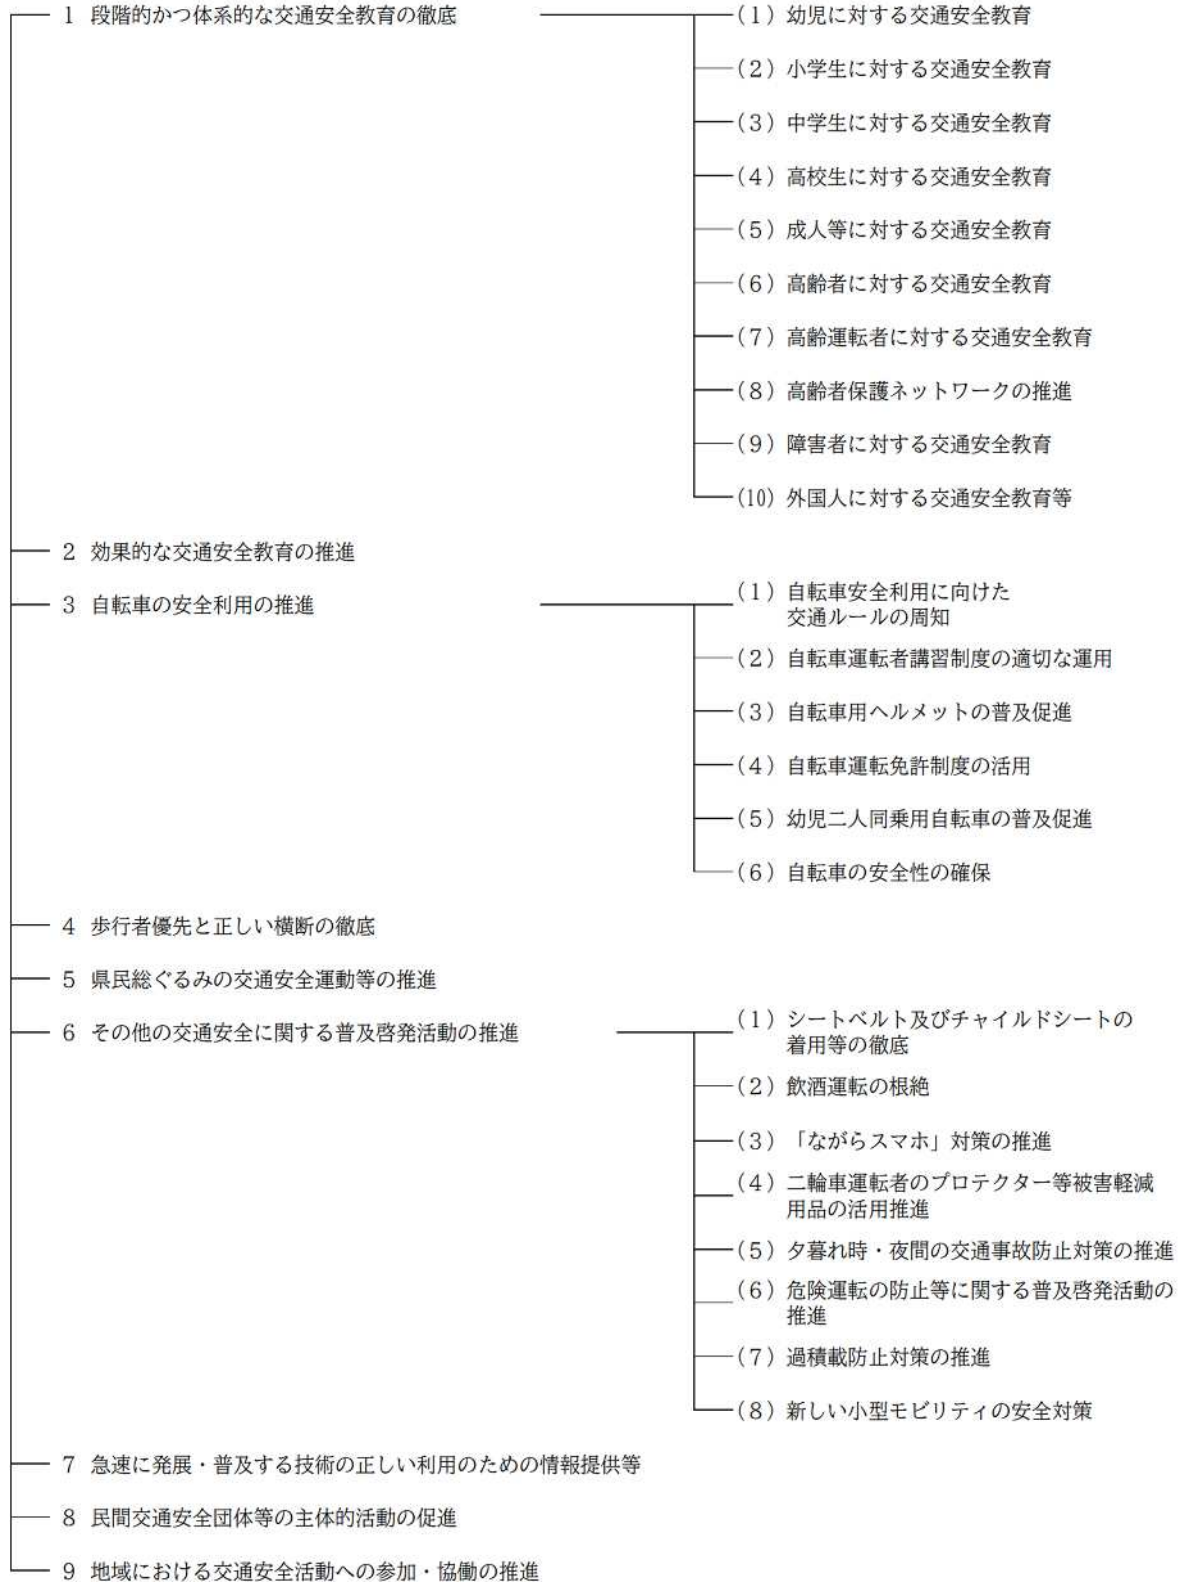 1 段階的かつ体系的な交通安全教育の徹底
(1) 幼児に対する交通安全教育
(2) 小学生に対する交通安全教育
(3) 中学生に対する交通安全教育
(4) 高校生に対する交通安全教育
(5) 成人等に対する交通安全教育
(6) 高齢者に対する交通安全教育
(7) 高齢運転者に対する交通安全教育
(8) 高齢者保護ネットワークの推進
(9) 障害者に対する交通安全教育
(10) 外国人に対する交通安全教育等
2 効果的な交通安全教育の推進
3 自転車の安全利用の推進
(1) 自転車安全利用に向けた
交通ルールの周知
(2) 自転車運転者講習制度の適切な運用
(3) 自転車用ヘルメットの普及促進
(4) 自転車運転免許制度の活用
(5) 幼児二人同乗用自転車の普及促進
(6) 自転車の安全性の確保
4 歩行者優先と正しい横断の徹底
5 県民総ぐるみの交通安全運動等の推進
6 その他の交通安全に関する普及啓発活動の推進
(1) シートベルト及びチャイルドシートの
着用等の徹底
(2) 飲酒運転の根絶
(3) 「ながらスマホ」対策の推進
(4) 二輪車運転者のプロテクター等被害軽減
用品の活用推進
(5) 夕暮れ時・夜間の交通事故防止対策の推進
(6) 危険運転の防止等に関する普及啓発活動の
推進
(7) 過積載防止対策の推進
(8) 新しい小型モビリティの安全対策
7 急速に発展・普及する技術の正しい利用のための情報提供等
8 民間交通安全団体等の主体的活動の促進
9 地域における交通安全活動への参加・協働の推進